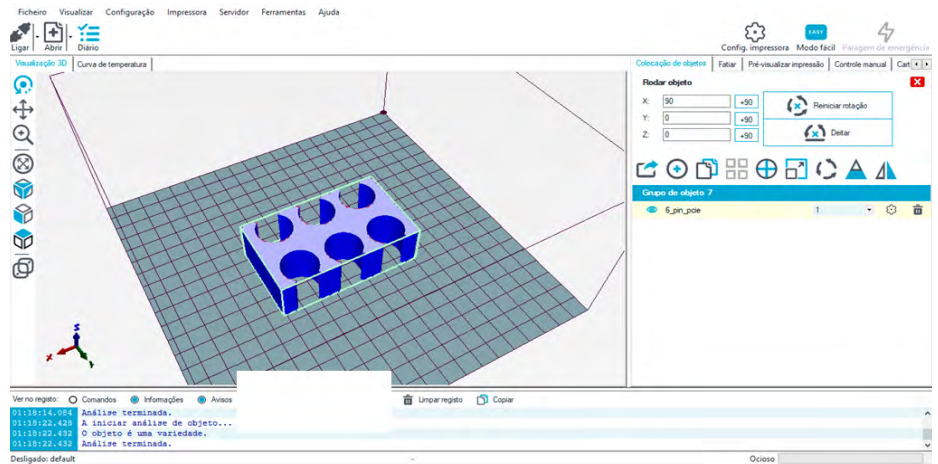 Ficheiro Visualizar Configuração Impressora Servidor Ferramentas Ajuda
Ligar Abrir Diário
EASY
Config. impressora Modo fácil Paragem de emergência
Visualização 3D Curva de temperatura
Colocação de objetos Fatiar Pré-visualizar impressão Controle manual Cart
Rodar objeto
X: 90 +90 Reiniciar rotação
Y: 0 +90
Z: 0 +90 Deitar
Grupo de objeto 7
6_pin_pcie 1
Ver no registo: Comandos Informações Avisos Limpar registo Copiar
01:18:14.084 Análise terminada.
01:18:22.428 A iniciar análise de objeto...
01:18:22.432 O objeto é uma variedade.
01:18:22.432 Análise terminada.
Desligado: default - Ocioso